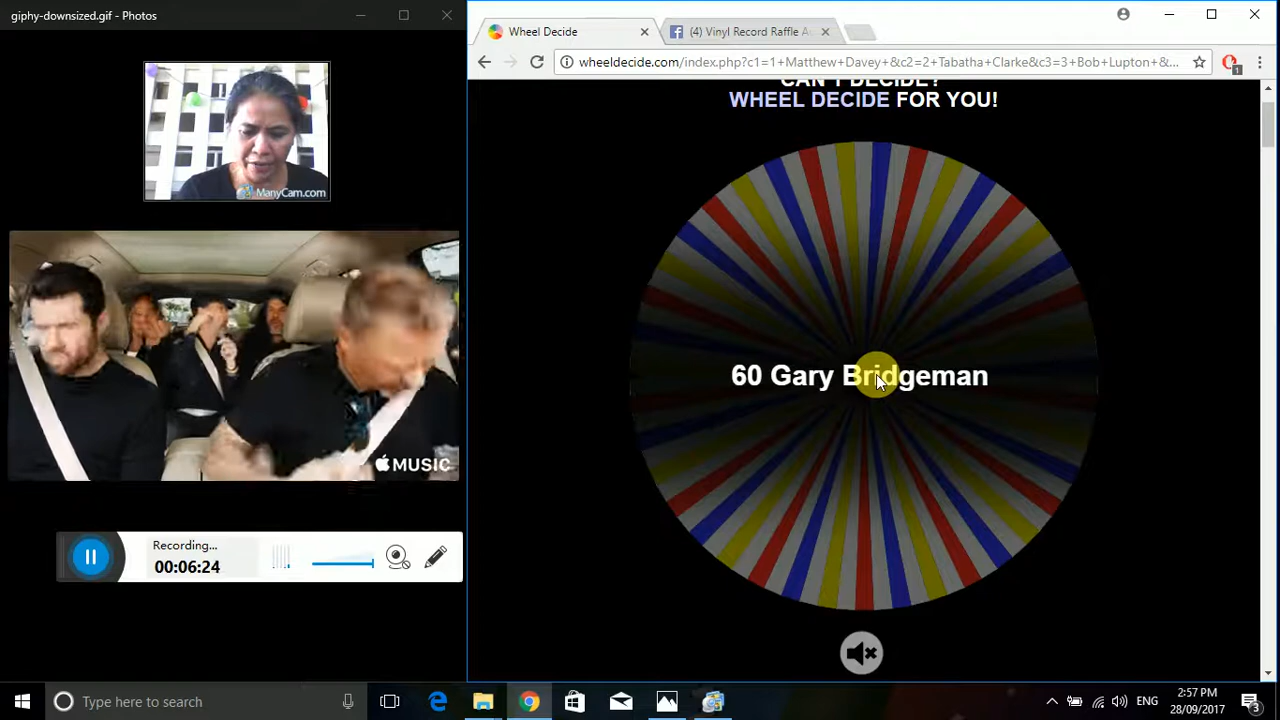 giphy-downsized.gif - Photos
ManyCam.com
MUSIC
Recording...
00:06:24
Wheel Decide
(4) Vinyl Record Raffle A
wheeldecide.com/index.php?c1=1+Matthew+Darey+&c2=2+Tabatha+Clarke&c3=3+Bob+Lupton+&...
1
CAN'T DECIDE?
WHEEL DECIDE FOR YOU!
60 Gary Bridgeman
Type here to search
ENG
2:57 PM
28/09/2017
3